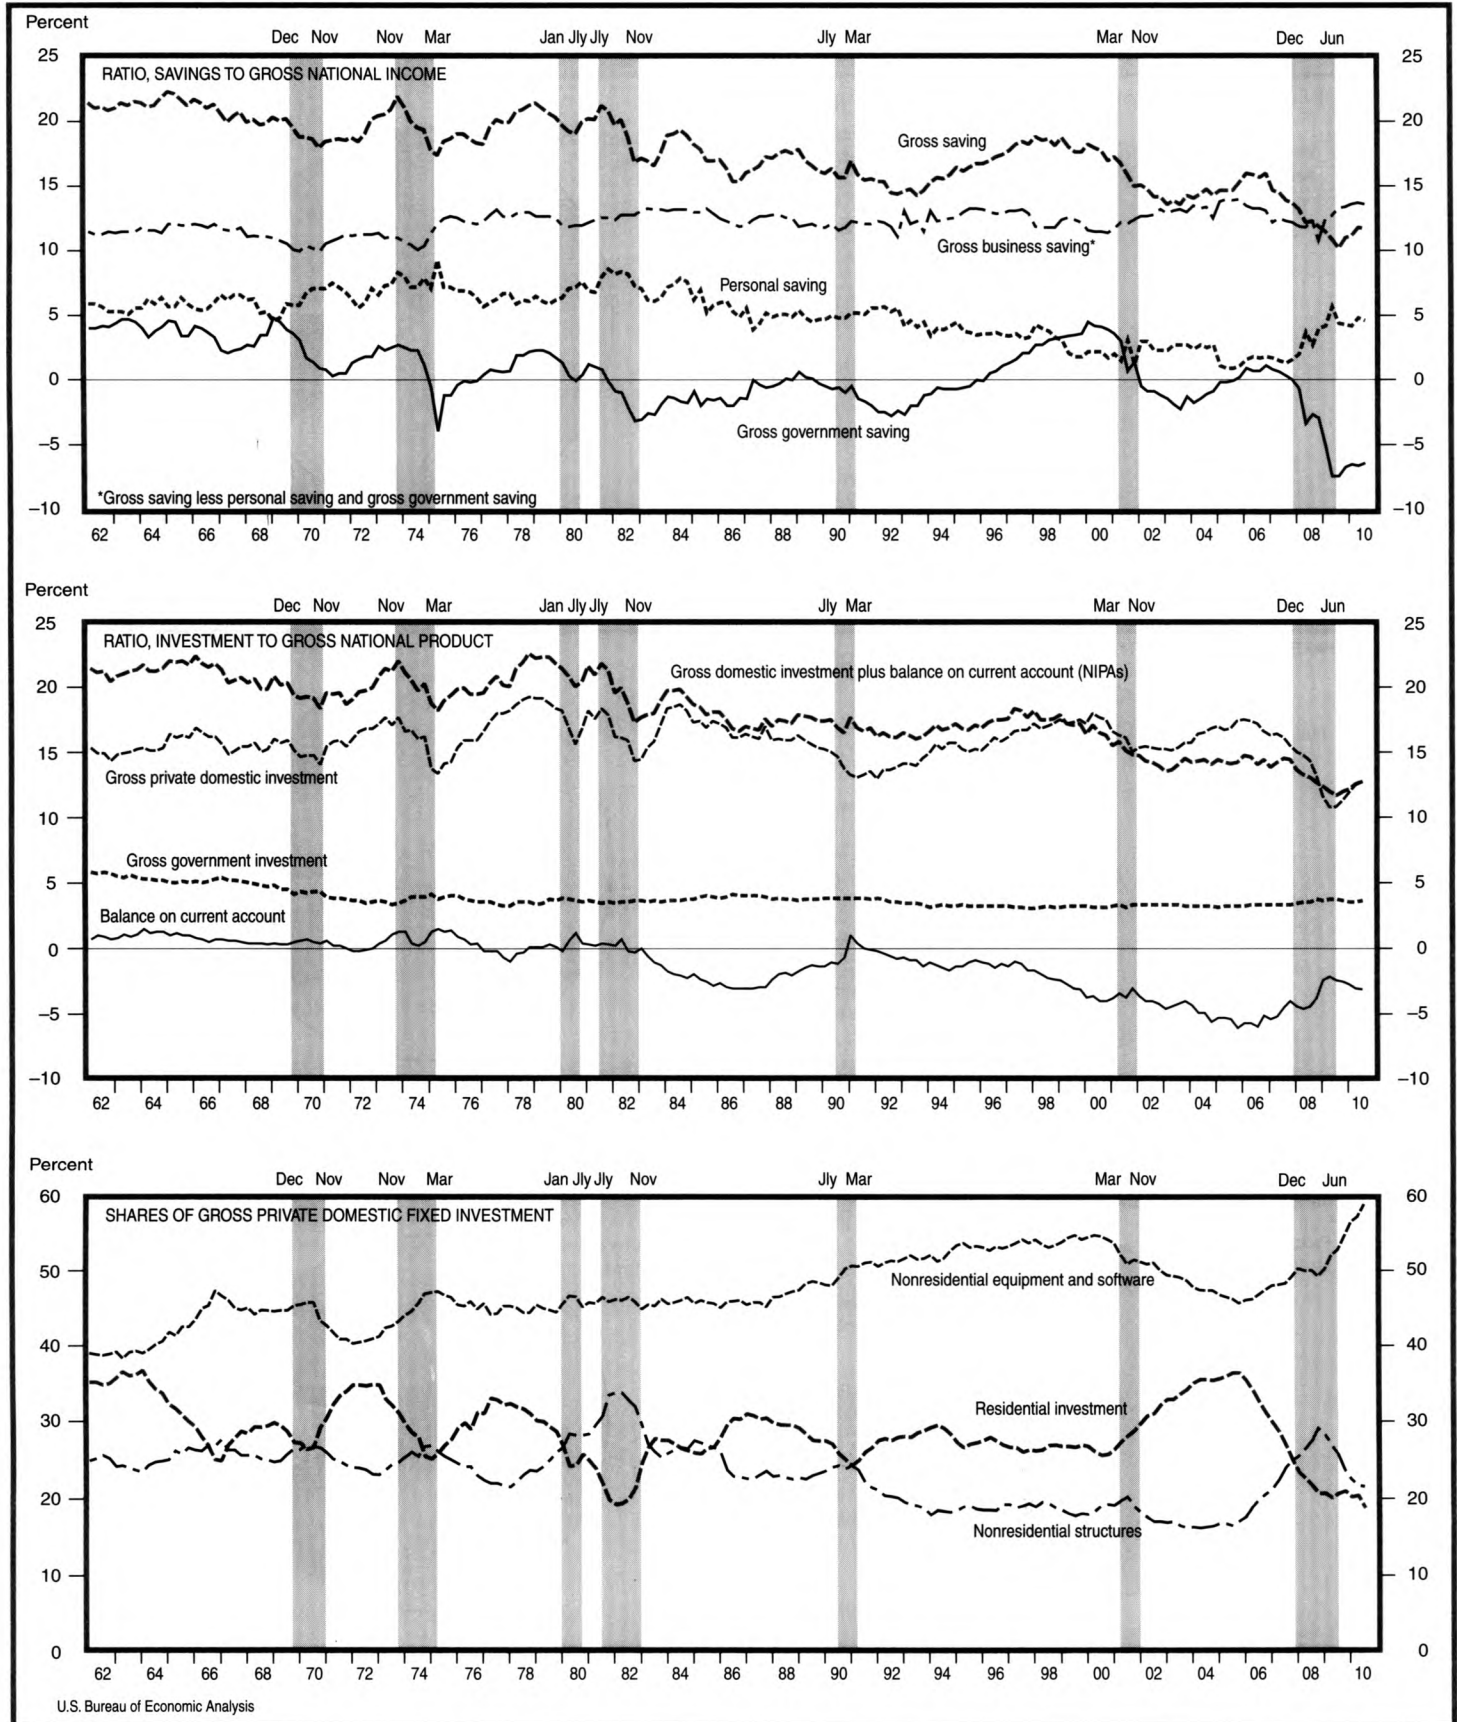 Percent
Dec Nov Nov Mar Jan Jly Jly Nov Jly Mar Mar Nov Dec Jun
25 25
RATIO, SAVINGS TO GROSS NATIONAL INCOME
20 20
Gross saving
15 15
10 10
Gross business saving*
Personal saving
5 5
0 0
Gross government saving
−5 −5
*Gross saving less personal saving and gross government saving
−10 −10
62 64 66 68 70 72 74 76 78 80 82 84 86 88 90 92 94 96 98 00 02 04 06 08 10
Percent
Dec Nov Nov Mar Jan Jly Jly Nov Jly Mar Mar Nov Dec Jun
25 25
RATIO, INVESTMENT TO GROSS NATIONAL PRODUCT
Gross domestic investment plus balance on current account (NIPAs)
20 20
15 15
Gross private domestic investment
10 10
Gross government investment
5 5
Balance on current account
0 0
−5 −5
−10 −10
62 64 66 68 70 72 74 76 78 80 82 84 86 88 90 92 94 96 98 00 02 04 06 08 10
Percent
Dec Nov Nov Mar Jan Jly Jly Nov Jly Mar Mar Nov Dec Jun
60 60
SHARES OF GROSS PRIVATE DOMESTIC FIXED INVESTMENT
50 50
Nonresidential equipment and software
40 40
Residential investment
30 30
20 20
Nonresidential structures
10 10
0 0
62 64 66 68 70 72 74 76 78 80 82 84 86 88 90 92 94 96 98 00 02 04 06 08 10
U.S. Bureau of Economic Analysis